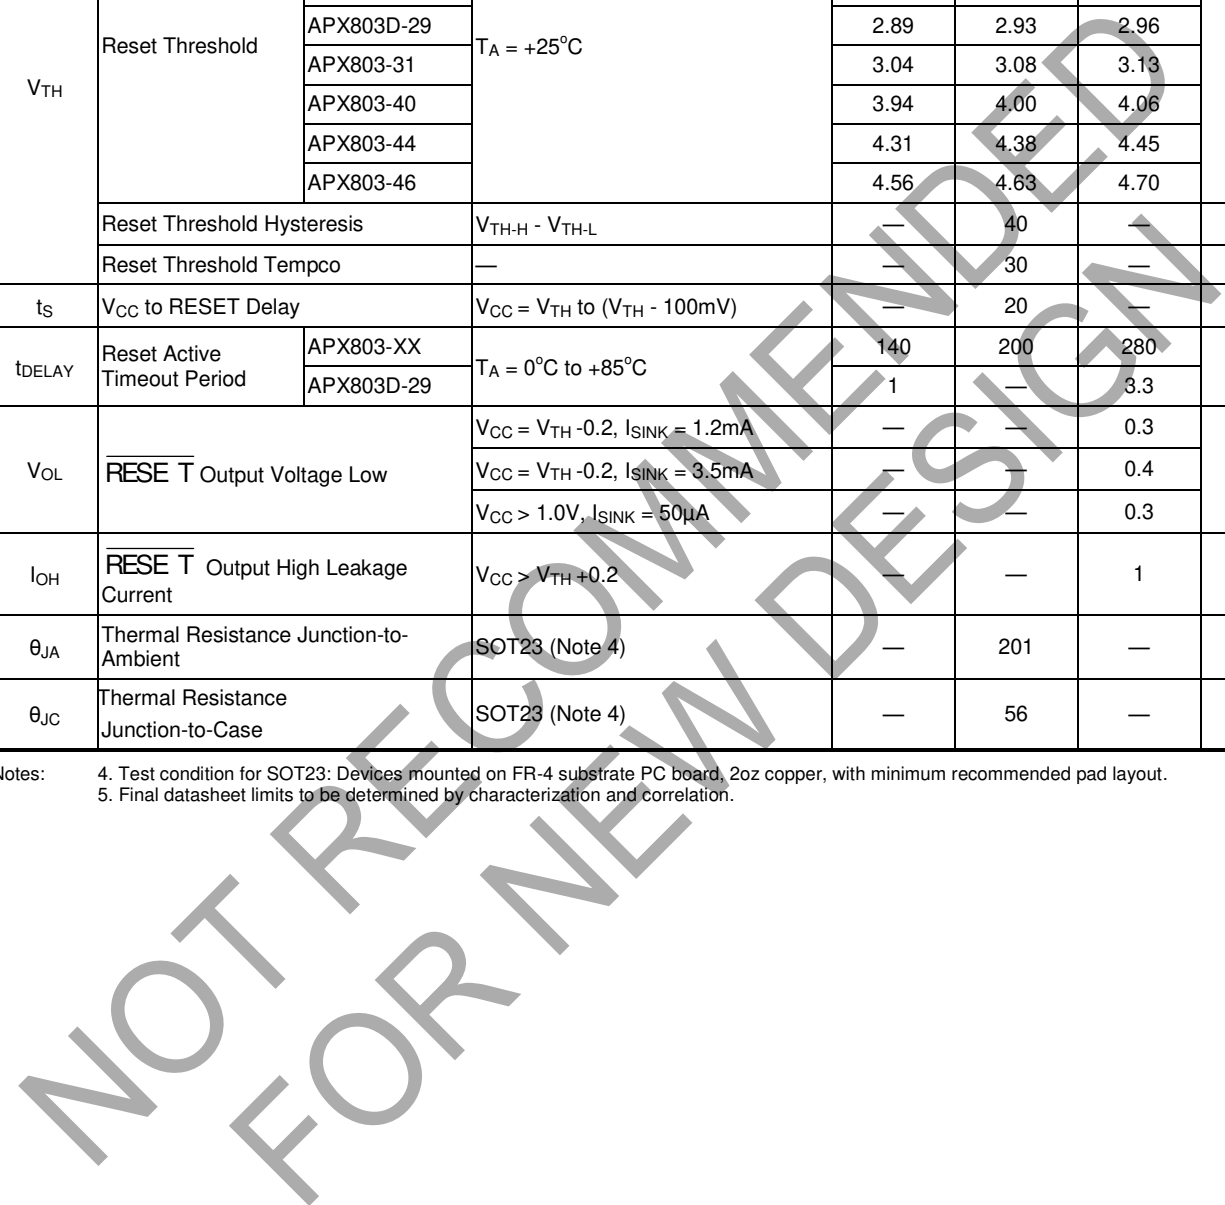 APX803D-29 2.89 2.93 2.96
Reset Threshold TA = +25°C
APX803-31 3.04 3.08 3.13
VTH
APX803-40 3.94 4.00 4.06
APX803-44 4.31 4.38 4.45
APX803-46 4.56 4.63 4.70
Reset Threshold Hysteresis VTH-H - VTH-L — 40 —
Reset Threshold Tempco — — 30 —
tS VCC to RESET Delay VCC = VTH to (VTH - 100mV) — 20 —
tDELAY Reset Active Timeout Period APX803-XX TA = 0°C to +85°C 140 200 280
APX803D-29 1 — 3.3
VCC = VTH -0.2, ISINK = 1.2mA — — 0.3
VOL RESE T Output Voltage Low VCC = VTH -0.2, ISINK = 3.5mA — — 0.4
VCC > 1.0V, ISINK = 50µA — — 0.3
IOH RESE T Output High Leakage Current VCC > VTH +0.2 — — 1
θJA Thermal Resistance Junction-to-Ambient SOT23 (Note 4) — 201 —
θJC Thermal Resistance Junction-to-Case SOT23 (Note 4) — 56 —
Notes: 4. Test condition for SOT23: Devices mounted on FR-4 substrate PC board, 2oz copper, with minimum recommended pad layout.
5. Final datasheet limits to be determined by characterization and correlation.
NOT RECOMMENDED
FOR NEW DESIGN